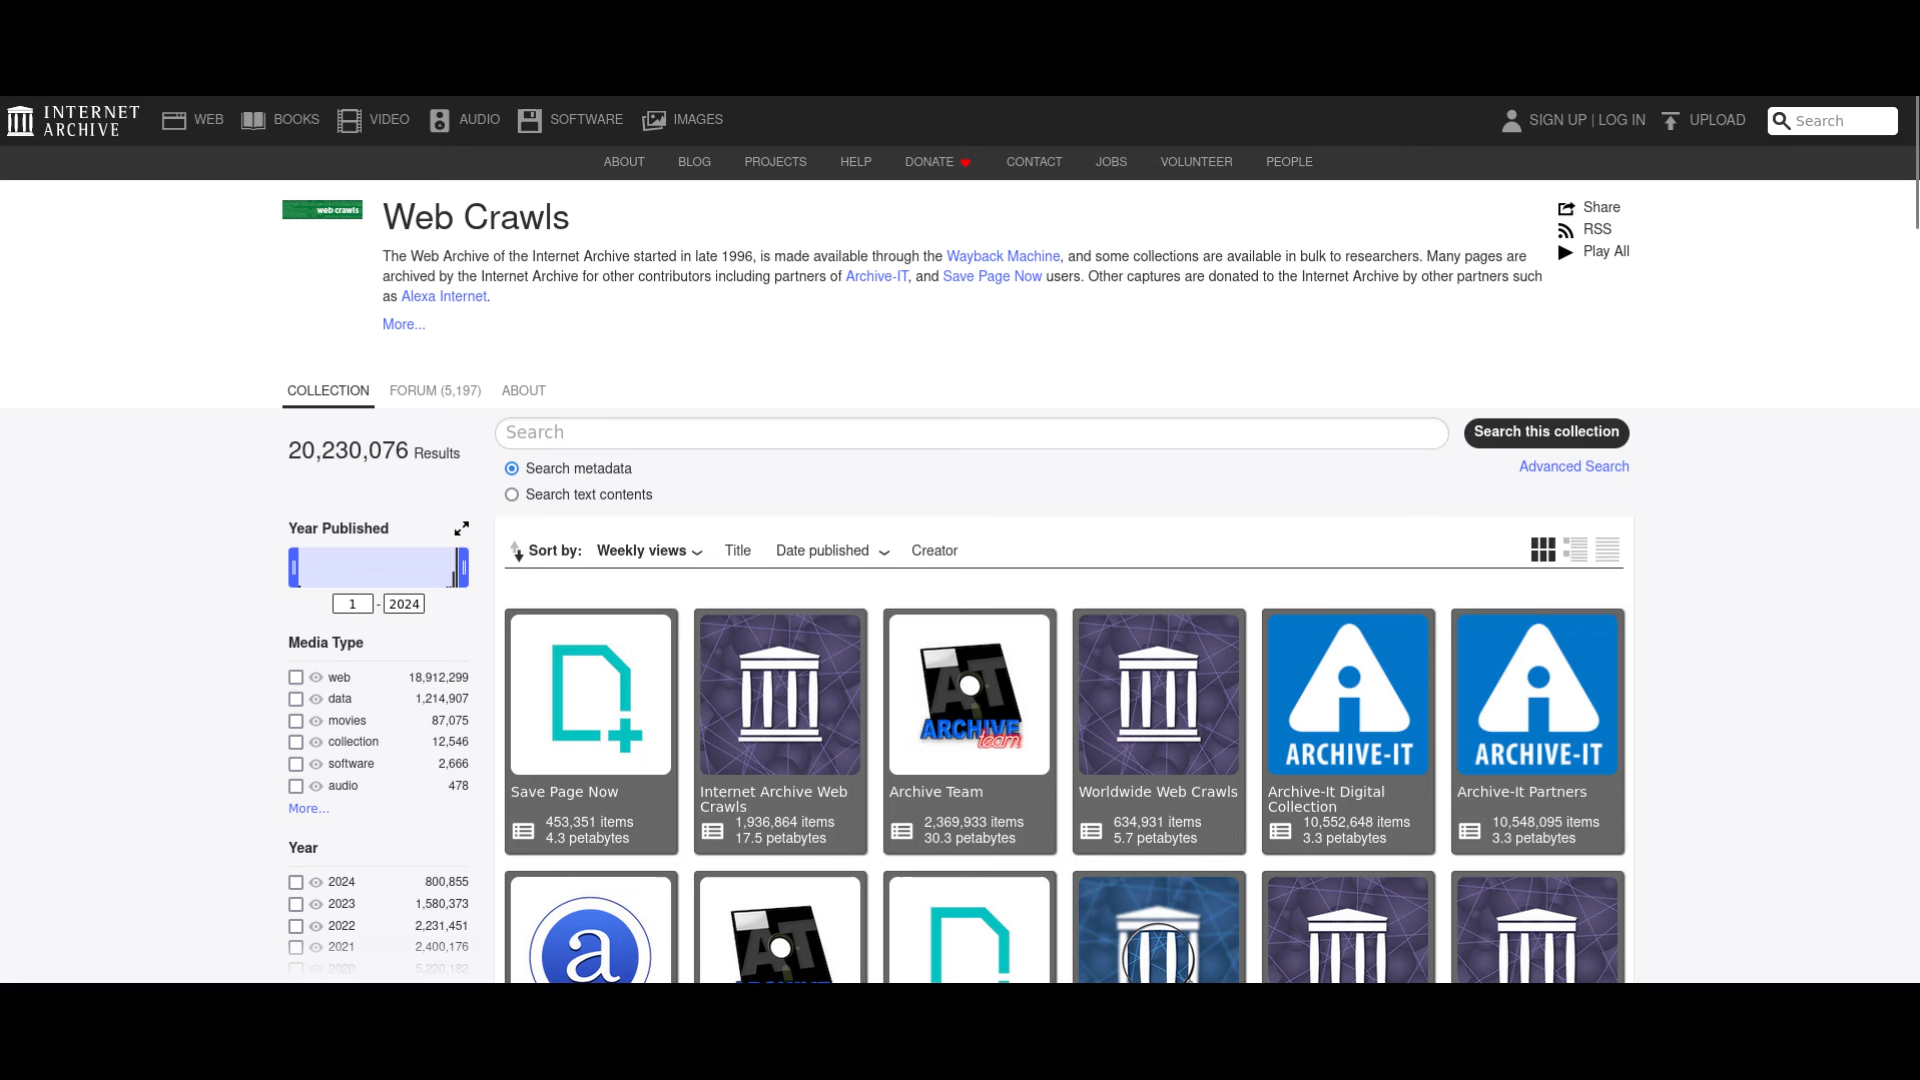 INTERNET
ARCHIVE
WEB BOOKS VIDEO AUDIO SOFTWARE IMAGES
SIGN UP | LOG IN UPLOAD Search
ABOUT BLOG PROJECTS HELP DONATE CONTACT JOBS VOLUNTEER PEOPLE
web crawls
Web Crawls
The Web Archive of the Internet Archive started in late 1996, is made available through the Wayback Machine, and some collections are available in bulk to researchers. Many pages are
archived by the Internet Archive for other contributors including partners of Archive-IT, and Save Page Now users. Other captures are donated to the Internet Archive by other partners such
as Alexa Internet.
More...
Share
RSS
Play All
COLLECTION FORUM (5,197) ABOUT
20,230,076 Results
Search
Search this collection
Search metadata
Advanced Search
Search text contents
Year Published
1 - 2024
Media Type
web 18,912,299
data 1,214,907
movies 87,075
collection 12,546
software 2,666
audio 478
More...
Year
2024 800,855
2023 1,580,373
2022 2,231,451
2021 2,400,176
2020 5,220,182
Sort by: Weekly views Title Date published Creator
Save Page Now
453,351 items
4.3 petabytes
Internet Archive Web
Crawls
1,936,864 items
17.5 petabytes
AT
ARCHIVE
team
Archive Team
2,369,933 items
30.3 petabytes
Worldwide Web Crawls
634,931 items
5.7 petabytes
ARCHIVE-IT
Archive-It Digital
Collection
10,552,648 items
3.3 petabytes
ARCHIVE-IT
Archive-It Partners
10,548,095 items
3.3 petabytes
a
AT